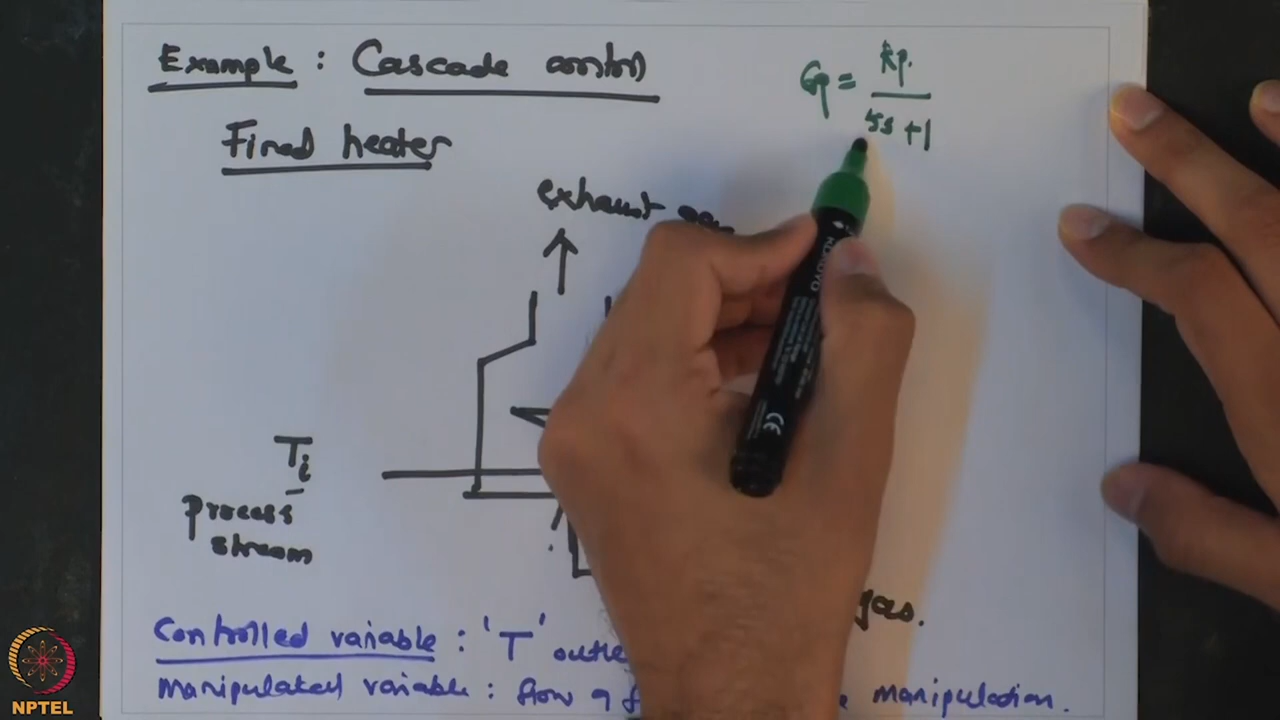 Example : Cascade control
Gp = kp. / 5s + 1
Fired heater
exhaust
Ti
process
stream
gas.
Controlled variable : 'T' outle
Manipulated variable : flow of manipulation.
NPTEL